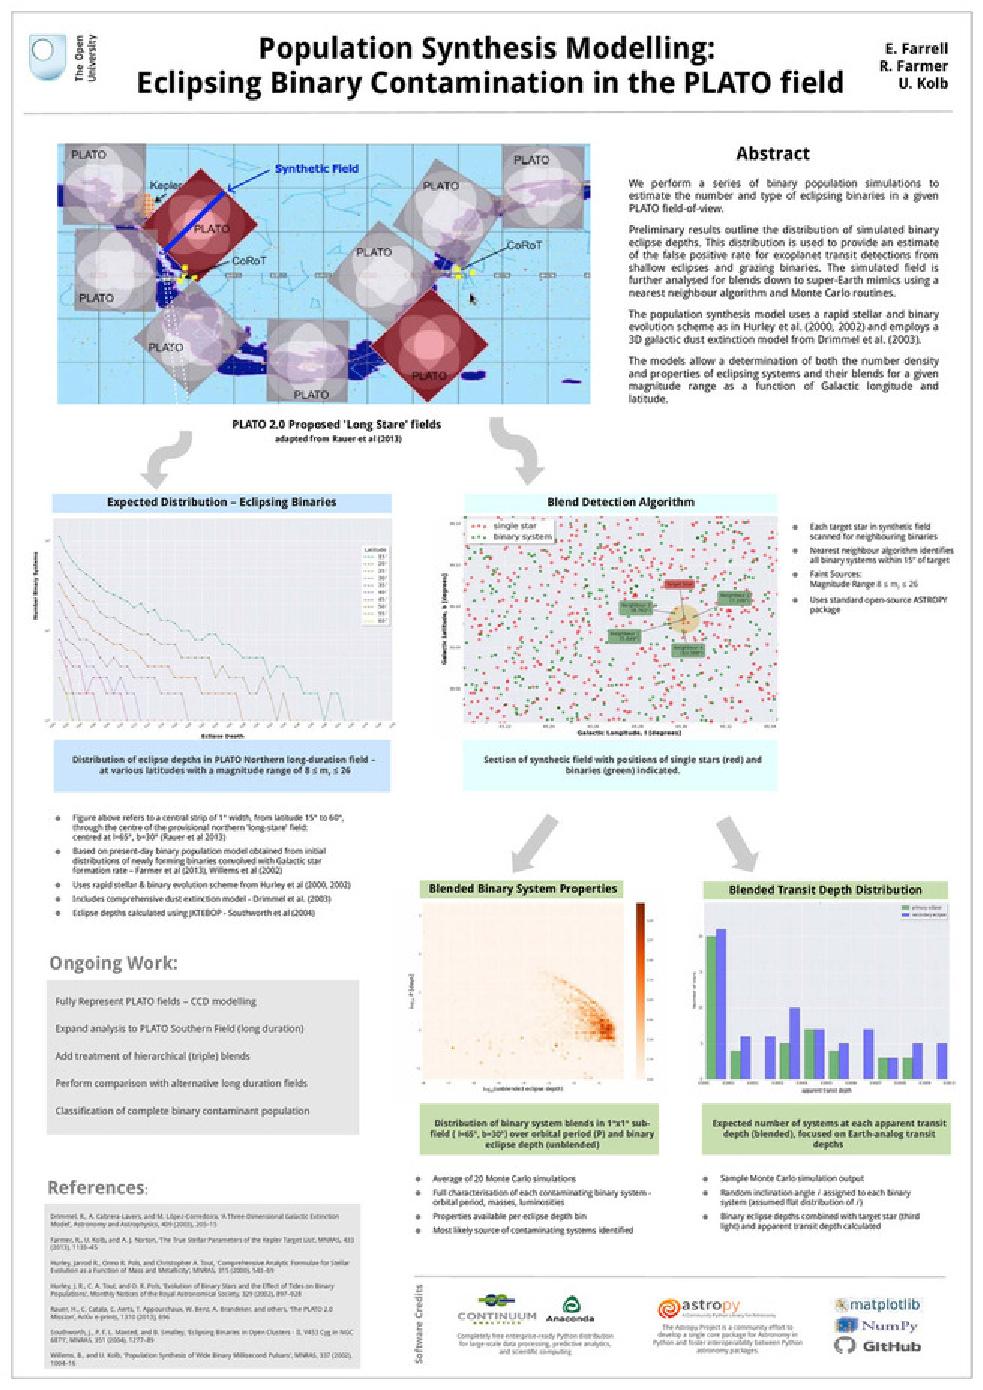 The Open
University
Population Synthesis Modelling:
Eclipsing Binary Contamination in the PLATO field
E. Farrell
R. Farmer
U. Kolb
PLATO
PLATO
PLATO
Kepler
Synthetic Field
PLATO
CoRoT
PLATO
PLATO
CoRoT
PLATO
PLATO
PLATO
PLATO
PLATO 2.0 Proposed 'Long Stare' fields
adapted from Rauer et al (2013)
Abstract
We perform a series of binary population simulations to
estimate the number and type of eclipsing binaries in a given
PLATO field-of-view.
Preliminary results outline the distribution of simulated binary
eclipse depths. This distribution is used to provide an estimate
of the false positive rate for exoplanet transit detections from
shallow eclipses and grazing binaries. The simulated field is
further analysed for blends down to super-Earth mimics using a
nearest neighbour algorithm and Monte Carlo routines.
The population synthesis model uses a rapid stellar and binary
evolution scheme as in Hurley et al. (2000, 2002) and employs a
3D galactic dust extinction model from Drimmel et al. (2003).
The models allow a determination of both the number density
and properties of eclipsing systems and their blends for a given
magnitude range as a function of Galactic longitude and
latitude.
Expected Distribution – Eclipsing Binaries
Number Binary Systems
Latitude
Eclipse Depth
Distribution of eclipse depths in PLATO Northern long-duration field –
at various latitudes with a magnitude range of 8 ≤ m, ≤ 26
Blend Detection Algorithm
single star
binary system
Target Star
Galactic Latitude, b [degrees]
Galactic Longitude, l [degrees]
Section of synthetic field with positions of single stars (red) and
binaries (green) indicated.
Each target star in synthetic field
scanned for neighbouring binaries
Nearest neighbour algorithm identifies
all binary systems within 15" of target
Faint Sources:
Magnitude Range 8 ≤ m, ≤ 26
Uses standard open-source ASTROPY
package
Figure above refers to a central strip of 1° width, from latitude 15° to 60°,
through the centre of the provisional northern 'long-stare' field:
centred at l=65°, b=30° (Rauer et al 2013)
Based on present-day binary population model obtained from initial
distributions of newly forming binaries convolved with Galactic star
formation rate – Farmer et al (2013), Willems et al (2002)
Uses rapid stellar & binary evolution scheme from Hurley et al (2000, 2002)
Includes comprehensive dust extinction model – Drimmel et al. (2003)
Eclipse depths calculated using JKTEBOP - Southworth et al (2004)
Ongoing Work:
Fully Represent PLATO fields – CCD modelling
Expand analysis to PLATO Southern Field (long duration)
Add treatment of hierarchical (triple) blends
Perform comparison with alternative long duration fields
Classification of complete binary contaminant population
Blended Binary System Properties
Distribution of binary system blends in 1°x1° sub-
field ( l=65°, b=30°) over orbital period (P) and binary
eclipse depth (unblended)
Average of 20 Monte Carlo simulations
Full characterisation of each contaminating binary system -
orbital period, masses, luminosities
Properties available per eclipse depth bin
Most likely source of contaminating systems identified
Blended Transit Depth Distribution
primary eclipse
secondary eclipse
apparent transit depth
Expected number of systems at each apparent transit
depth (blended), focused on Earth-analog transit
depths
Sample Monte Carlo simulation output
Random inclination angle i assigned to each binary
system (assumed flat distribution of i)
Binary eclipse depths combined with target star (third
light) and apparent transit depth calculated
References:
Drimmel, R., A. Cabrera-Lavers, and M. López-Corredoira, 'A Three-Dimensional Galactic Extinction
Model', Astronomy and Astrophysics, 409 (2003), 205–15
Farmer, R., U. Kolb, and A. J. Norton, 'The True Stellar Parameters of the Kepler Target List', MNRAS, 433
(2013), 1133–45
Hurley, Jarrod R., Onno R. Pols, and Christopher A. Tout, 'Comprehensive Analytic Formulae for Stellar
Evolution as a Function of Mass and Metallicity', MNRAS, 315 (2000), 543–69
Hurley, J. R., C. A. Tout, and O. R. Pols, 'Evolution of Binary Stars and the Effect of Tides on Binary
Populations', Monthly Notices of the Royal Astronomical Society, 329 (2002), 897–928
Rauer, H., C. Catala, C. Aerts, T. Appourchaux, W. Benz, A. Brandeker, and others, 'The PLATO 2.0
Mission', ArXiv e-prints, 1310 (2013), 696
Southworth, J., P. F. L. Maxted, and B. Smalley, 'Eclipsing Binaries in Open Clusters - II. V453 Cyg in NGC
6871', MNRAS, 351 (2004), 1277–89
Willems, B., and U. Kolb, 'Population Synthesis of Wide Binary Millisecond Pulsars', MNRAS, 337 (2002),
1004–16
Software Credits
CONTINUUM
ANALYTICS
ANACONDA
Completely free enterprise-ready Python distribution
for large-scale data processing, predictive analytics,
and scientific computing
astropy
A Community Python Library for Astronomy
The Astropy Project is a community effort to
develop a single core package for Astronomy in
Python and foster interoperability between Python
astronomy packages.
matplotlib
NumPy
GitHub